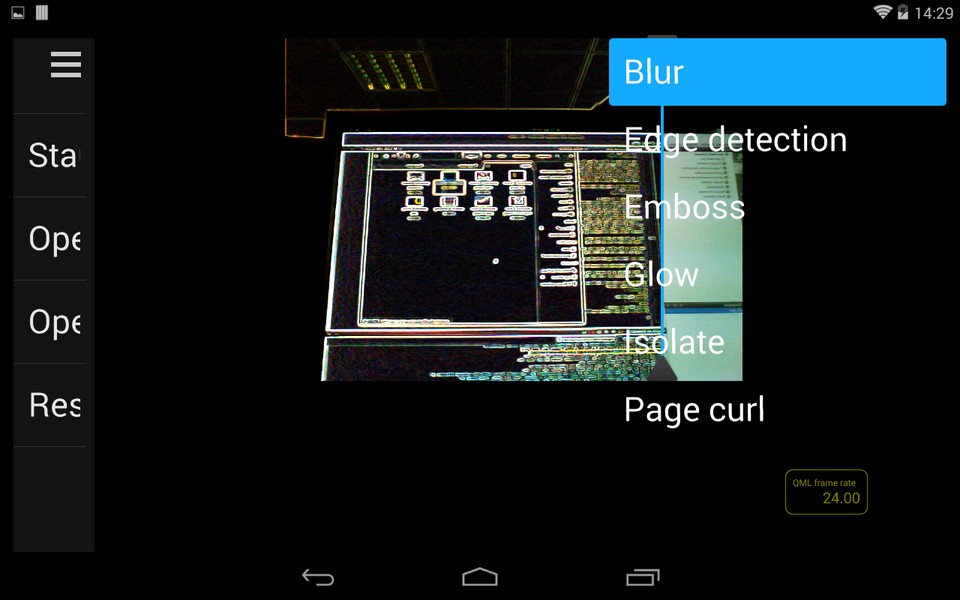 14:29
Sta
Ope
Ope
Res
Blur
Edge detection
Emboss
Glow
Isolate
Page curl
QML frame rate
24.00